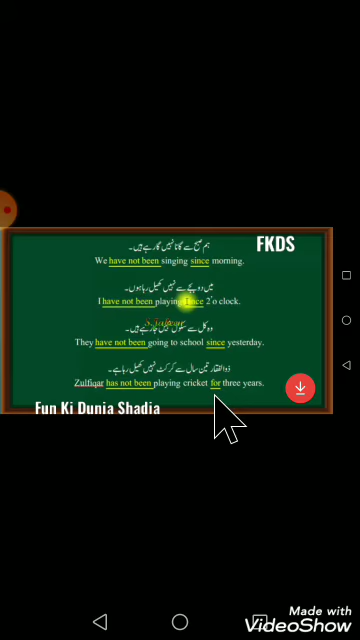 ہم صبح سے گانا نہیں گا رہے ہیں۔
FKDS
We have not been singing since morning.
میں دو بجے سے نہیں کھیل رہا ہوں۔
I have not been playing since 2'o clock.
وہ کل سے سکول نہیں جا رہے ہیں۔
They have not been going to school since yesterday.
ذوالفقار تین سال سے کرکٹ نہیں کھیل رہا ہے۔
Zulfiqar has not been playing cricket for three years.
Fun Ki Dunia Shadia
Made with
VideoShow